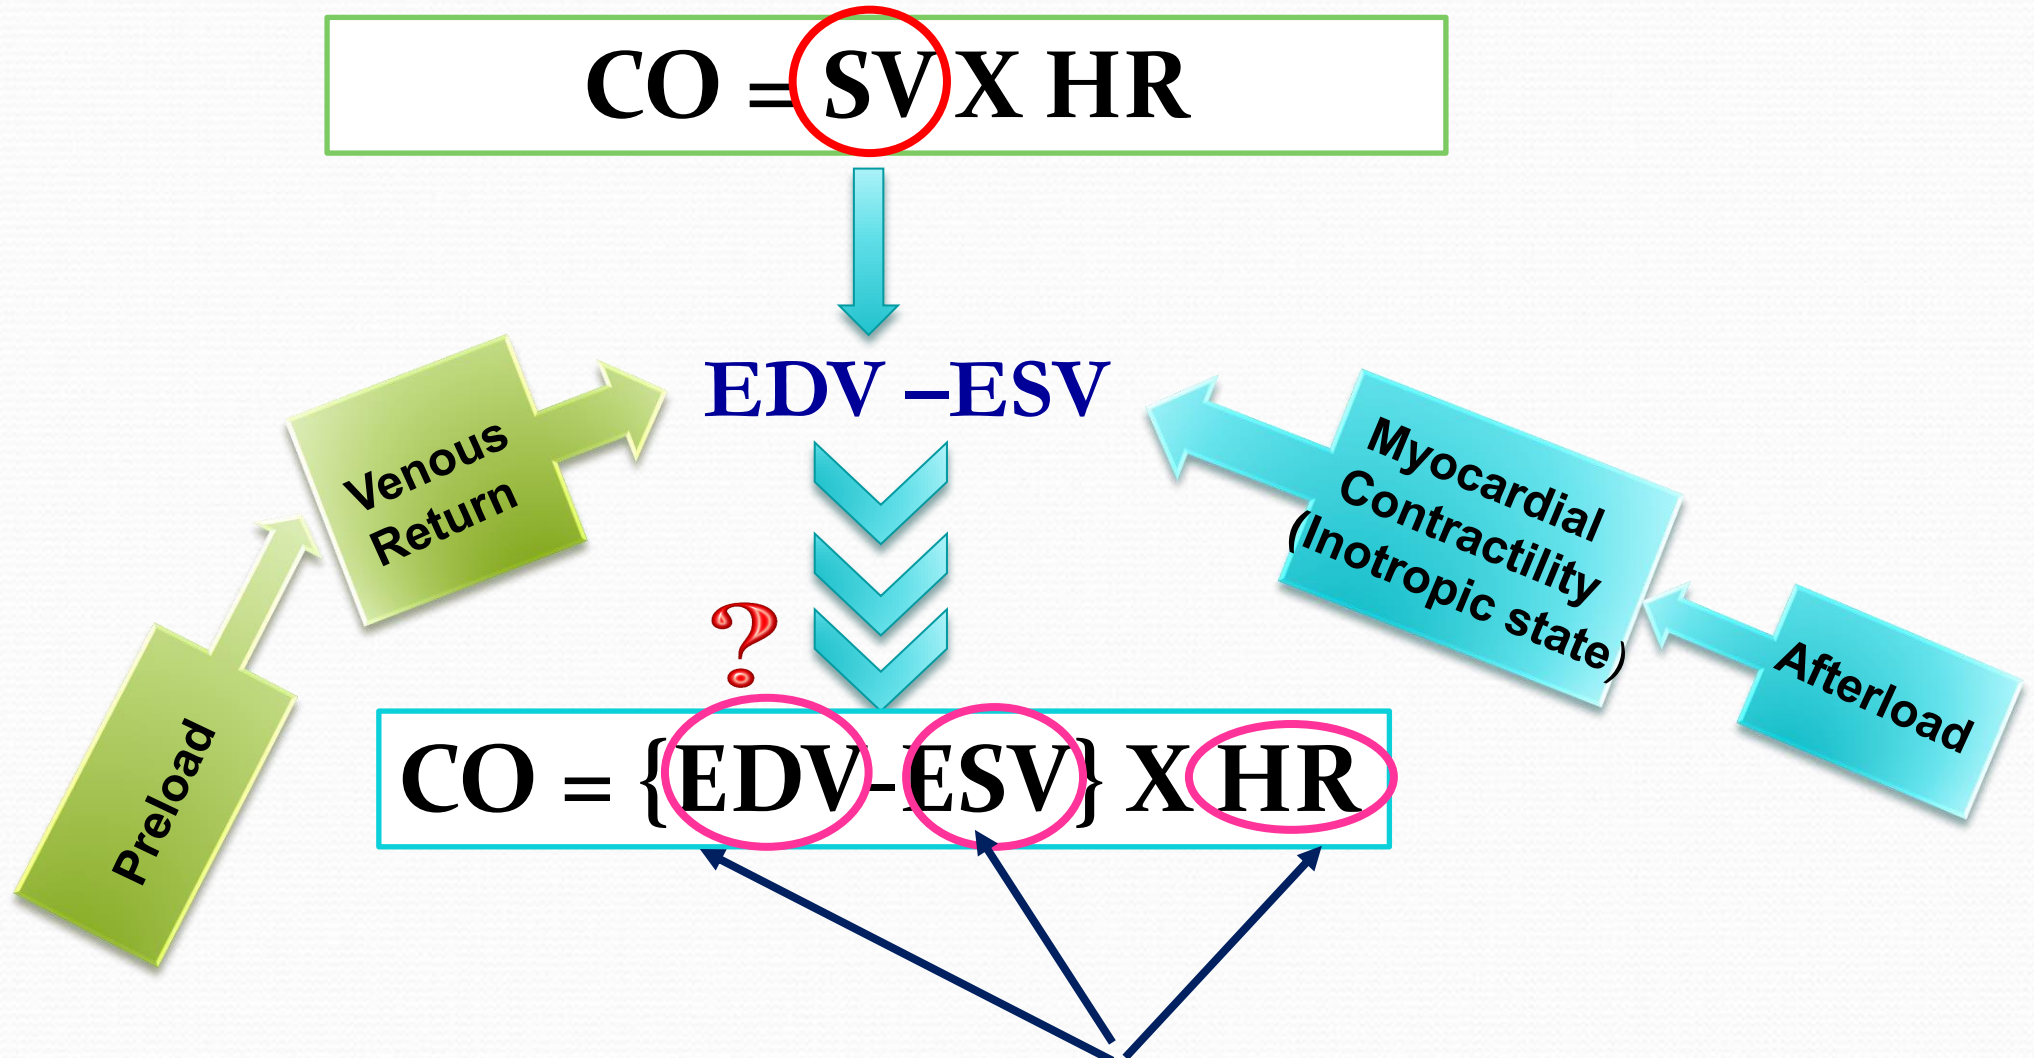 CO = SV X HR
EDV –ESV
Venous
Return
Preload
Myocardial
Contractility
(Inotropic state)
Afterload
?
CO = {EDV-ESV} X HR